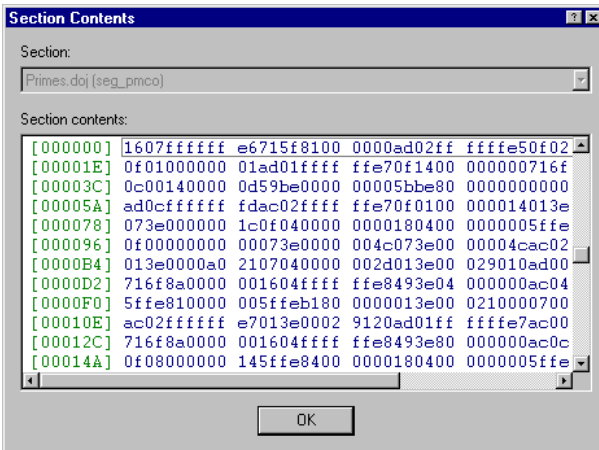 Section Contents
Section:
Primes.doj (seg_pmco)
Section contents:
[000000] 1607ffffff e6715f8100 0000ad02ff ffffe50f02
[00001E] 0f01000000 01ad01ffff ffe70f1400 000000716f
[00003C] 0c00140000 0d59be0000 00005bbe80 0000000000
[00005A] ad0cffffff fdac02ffff ffe70f0100 000014013e
[000078] 073e000000 1c0f040000 0000180400 0000005ffe
[000096] 0f00000000 00073e0000 004c073e00 00004cac02
[0000B4] 013e0000a0 2107040000 002d013e00 029010ad00
[0000D2] 716f8a0000 001604ffff ffe8493e04 000000ac04
[0000F0] 5ffe810000 005ffeb180 0000013e00 0210000700
[00010E] ac02ffffff e7013e0002 9120ad01ff ffffe7ac00
[00012C] 716f8a0000 001604ffff ffe8493e80 000000ac0c
[00014A] 0f08000000 145ffe8400 0000180400 0000005ffe
OK